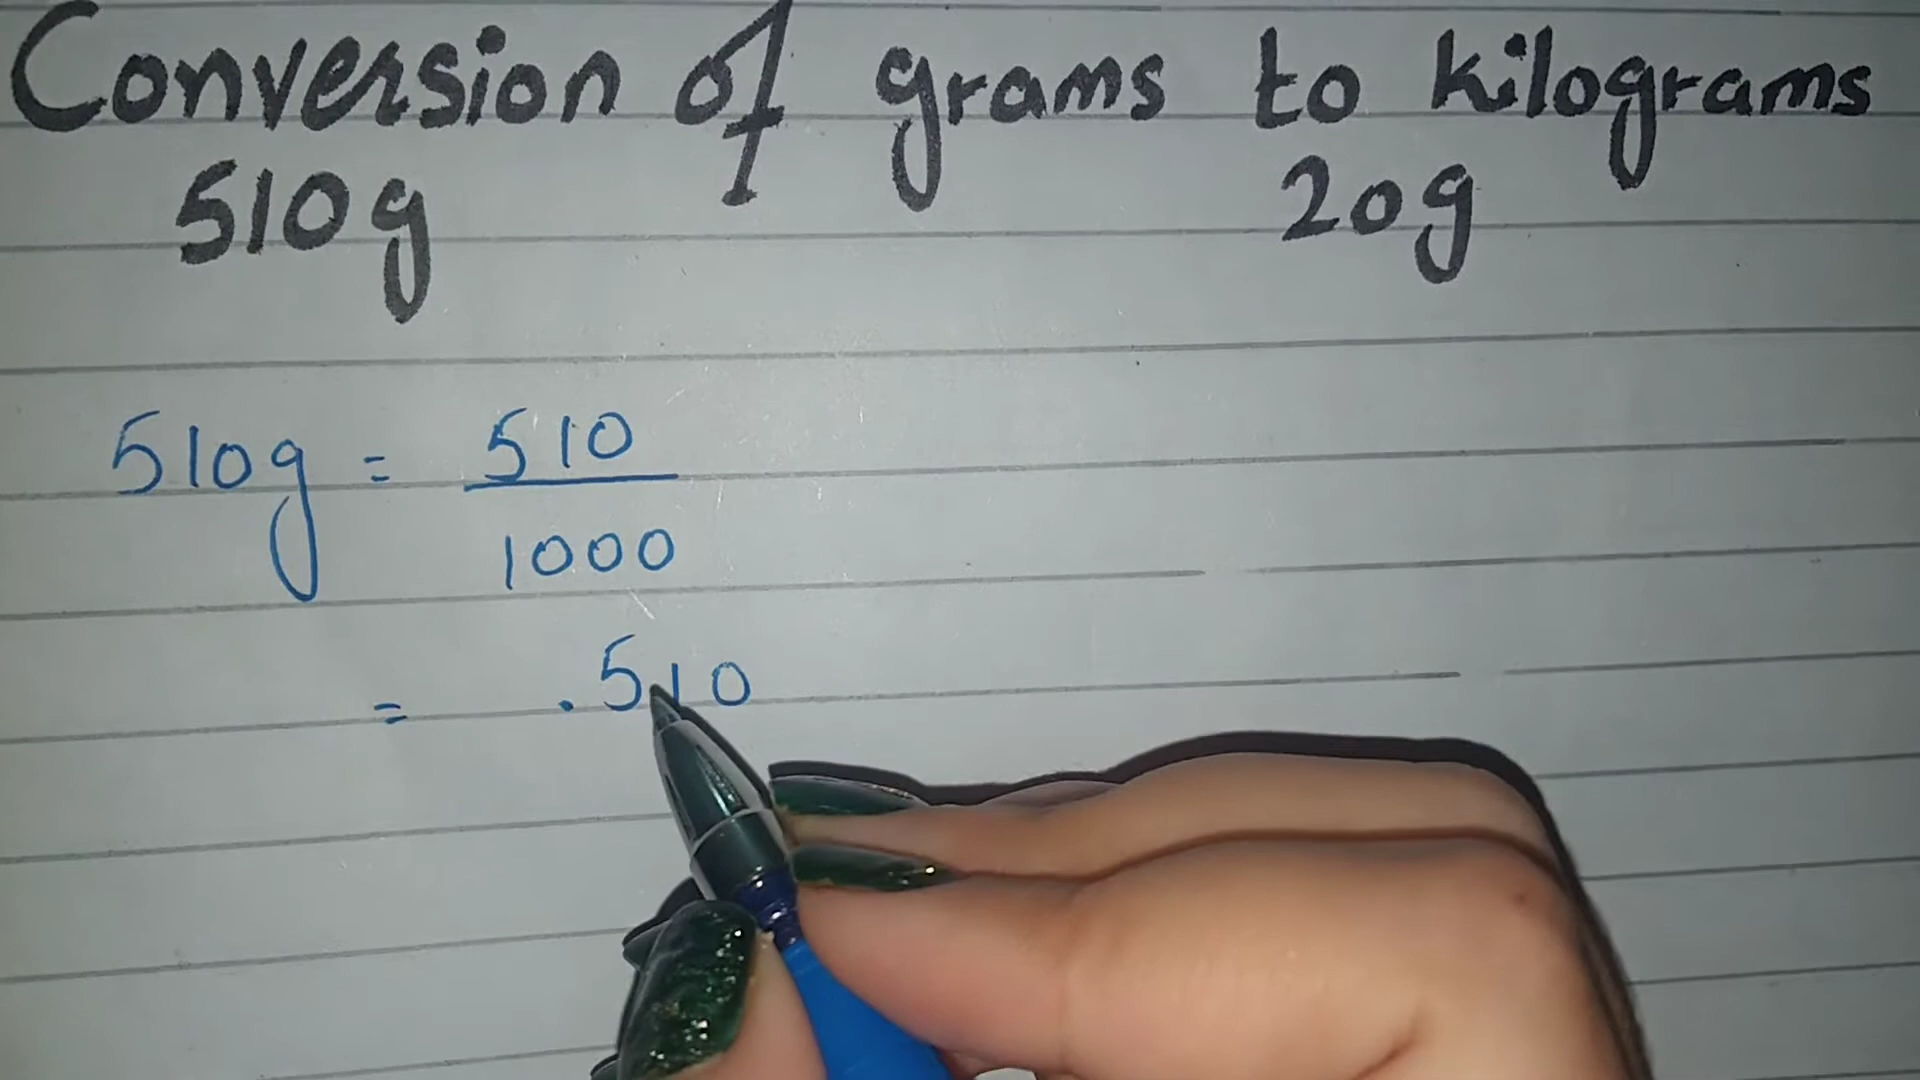 Conversion of grams to kilograms
510g 20g
510g = 510
1000
= .510